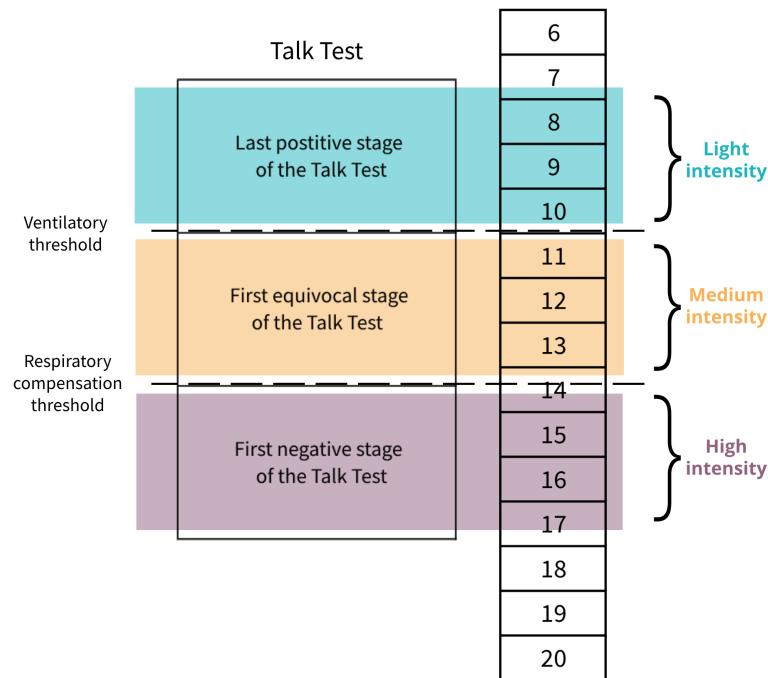 Talk Test
6
7
8
9
10
11
12
13
14
15
16
17
18
19
20
Last postitive stage
of the Talk Test
Light
intensity
Ventilatory
threshold
First equivocal stage
of the Talk Test
Medium
intensity
Respiratory
compensation
threshold
First negative stage
of the Talk Test
High
intensity